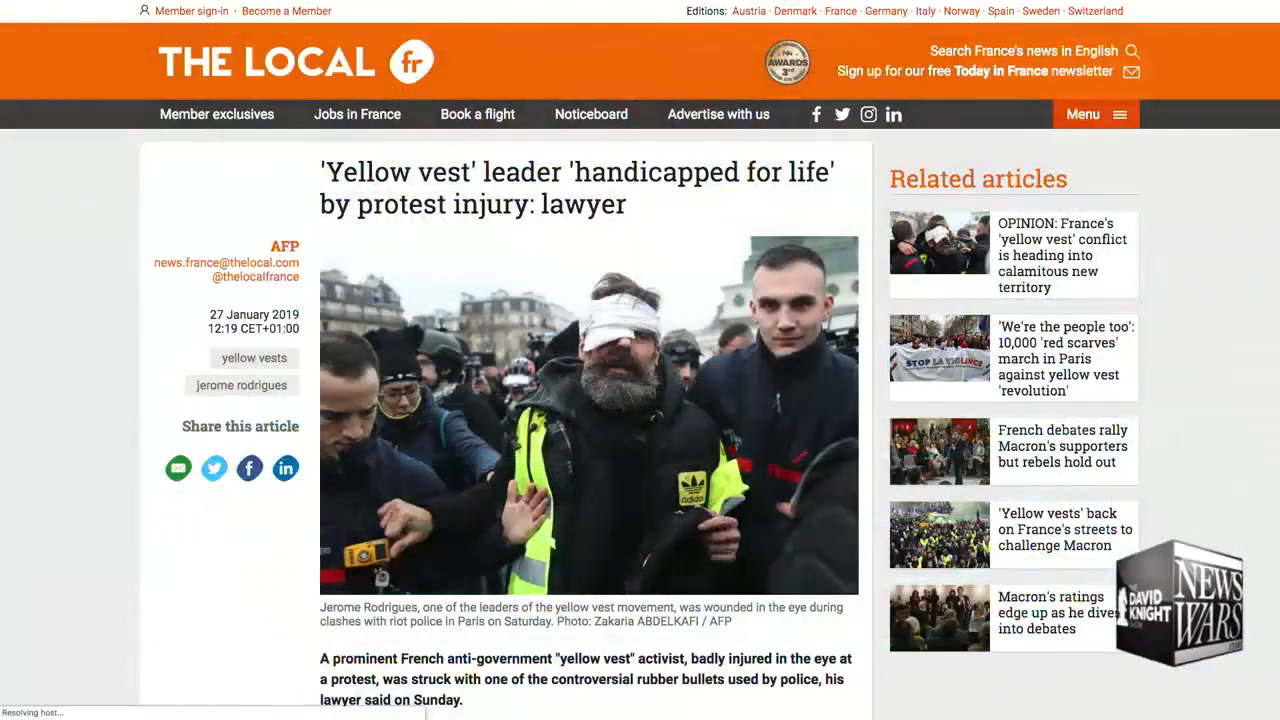 Member sign-in · Become a Member
Editions: Austria · Denmark · France · Germany · Italy · Norway · Spain · Sweden · Switzerland
THE LOCAL fr
AWARDS
3rd
Search France's news in English
Sign up for our free Today in France newsletter
Member exclusives
Jobs in France
Book a flight
Noticeboard
Advertise with us
Menu
'Yellow vest' leader 'handicapped for life'
by protest injury: lawyer
AFP
news.france@thelocal.com
@thelocalfrance
27 January 2019
12:19 CET+01:00
yellow vests
jerome rodrigues
Share this article
adidas
Jerome Rodrigues, one of the leaders of the yellow vest movement, was wounded in the eye during
clashes with riot police in Paris on Saturday. Photo: Zakaria ABDELKAFI / AFP
A prominent French anti-government "yellow vest" activist, badly injured in the eye at
a protest, was struck with one of the controversial rubber bullets used by police, his
lawyer said on Sunday.
Related articles
OPINION: France's
'yellow vest' conflict
is heading into
calamitous new
territory
STOP LA VIOLENCE
'We're the people too':
10,000 'red scarves'
march in Paris
against yellow vest
'revolution'
French debates rally
Macron's supporters
but rebels hold out
'Yellow vests' back
on France's streets to
challenge Macron
Macron's ratings
edge up as he dives
into debates
THE
DAVID
KNIGHT
SHOW
NEWS
WARS
.COM
Resolving host...